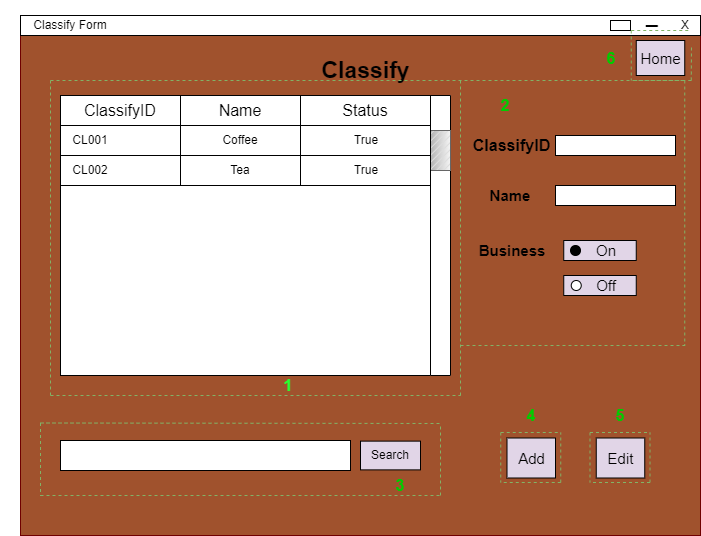 Classify Form X
6 Home
Classify
ClassifyID Name Status
CL001 Coffee True
CL002 Tea True
2
ClassifyID
Name
Business On
Off
1
Search
3
4
Add
5
Edit